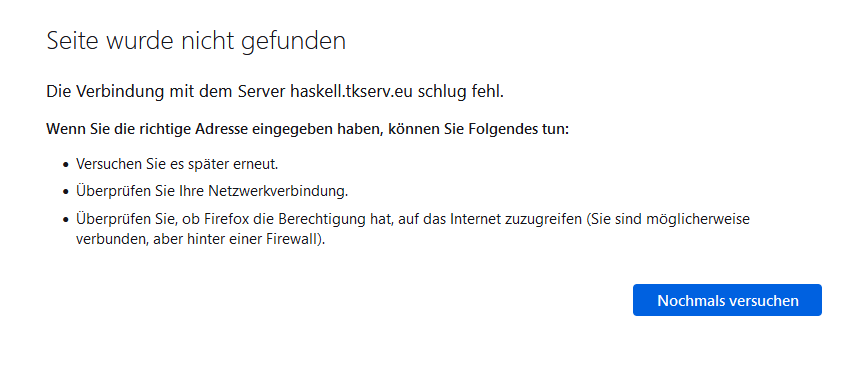 Seite wurde nicht gefunden
Die Verbindung mit dem Server haskell.tkserv.eu schlug fehl.
Wenn Sie die richtige Adresse eingegeben haben, können Sie Folgendes tun:
• Versuchen Sie es später erneut.
• Überprüfen Sie Ihre Netzwerkverbindung.
• Überprüfen Sie, ob Firefox die Berechtigung hat, auf das Internet zuzugreifen (Sie sind möglicherweise
verbunden, aber hinter einer Firewall).
Nochmals versuchen